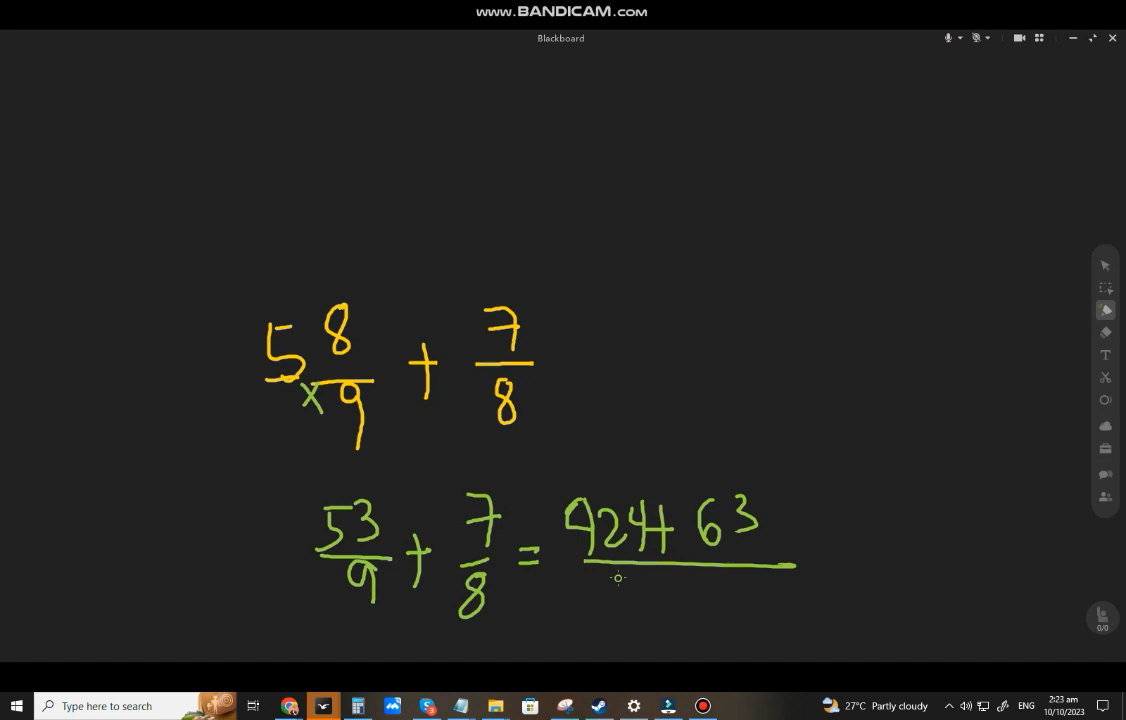 WWW.BANDICAM.COM
Blackboard
5 8/9 + 7/8
x
53/9 + 7/8 = 424+ 63
0/0
Type here to search
27°C Partly cloudy
ENG
2:23 am
10/10/2023